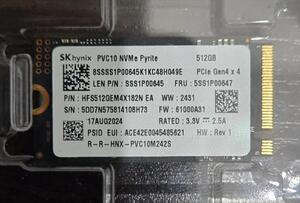 SK hynix PVC10 NVMe Pyrite 512GB
8SSSS1P00645K1KC48H049E PCIe Gen4 x 4
LEN P/N: SSS1P00645 FRU: 5SS1P00647
P/N: HFS512GEM4X182N EA WW : 2431
S/N: 5DD7N575814108H73 FW : 61000A31
17AUG2024 RATED: 3.3V ⎓ 2.5A
PSID EUI : ACE42E0045485621 HW : Rev 1
R-R-HNX-PVC10M242S